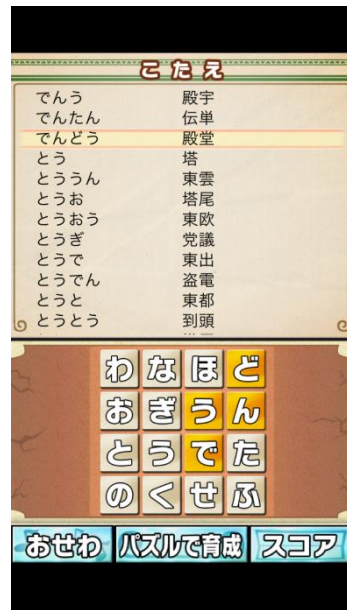 こたえ
でんう 殿宇
でんたん 伝単
でんどう 殿堂
とう 塔
とううん 東雲
とうお 塔尾
とうおう 東欧
とうぎ 党議
とうで 東出
とうでん 盗電
とうと 東都
とうとう 到頭
わなほど
おぎうん
とうでた
のくせふ
おせわ パズルで育成 スコア